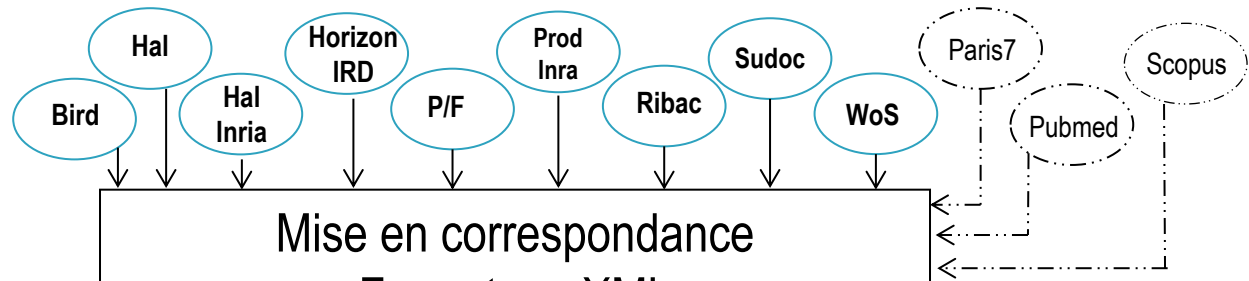 Hal
Horizon
IRD
Prod
Inra
Sudoc
Paris7
Scopus
Bird
Hal
Inria
P/F
Ribac
WoS
Pubmed
Mise en correspondance